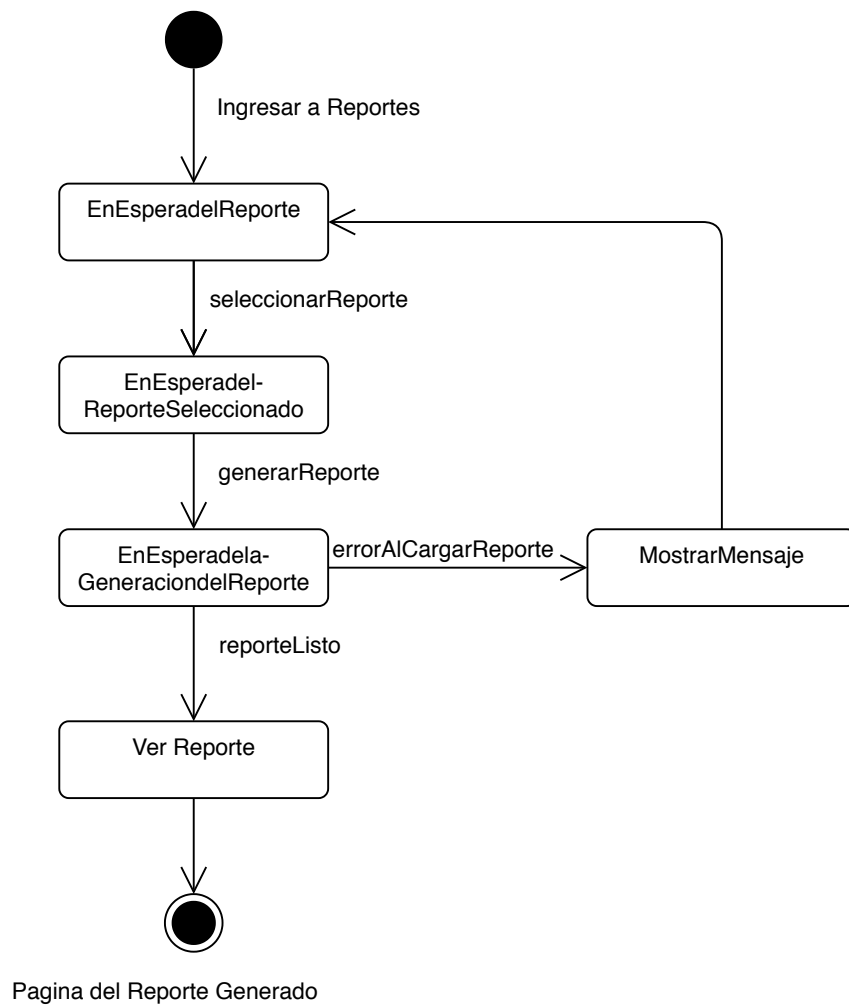 Ingresar a Reportes
EnEsperadelReporte
seleccionarReporte
EnEsperadel-
ReporteSeleccionado
generarReporte
EnEsperadela-
GeneraciondelReporte
errorAlCargarReporte
MostrarMensaje
reporteListo
Ver Reporte
Pagina del Reporte Generado